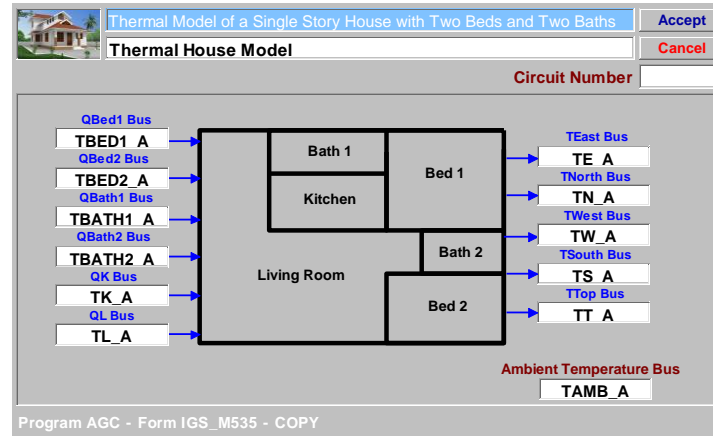 Thermal Model of a Single Story House with Two Beds and Two Baths
Accept
Thermal House Model
Cancel
Circuit Number
QBed1 Bus
TBED1_A
QBed2 Bus
TBED2_A
QBath1 Bus
TBATH1_A
QBath2 Bus
TBATH2_A
QK Bus
TK_A
QL Bus
TL_A
Bath 1
Kitchen
Bed 1
Living Room
Bath 2
Bed 2
TEast Bus
TE_A
TNorth Bus
TN_A
TWest Bus
TW_A
TSouth Bus
TS_A
TTop Bus
TT_A
Ambient Temperature Bus
TAMB_A
Program AGC - Form IGS_M535 - COPY